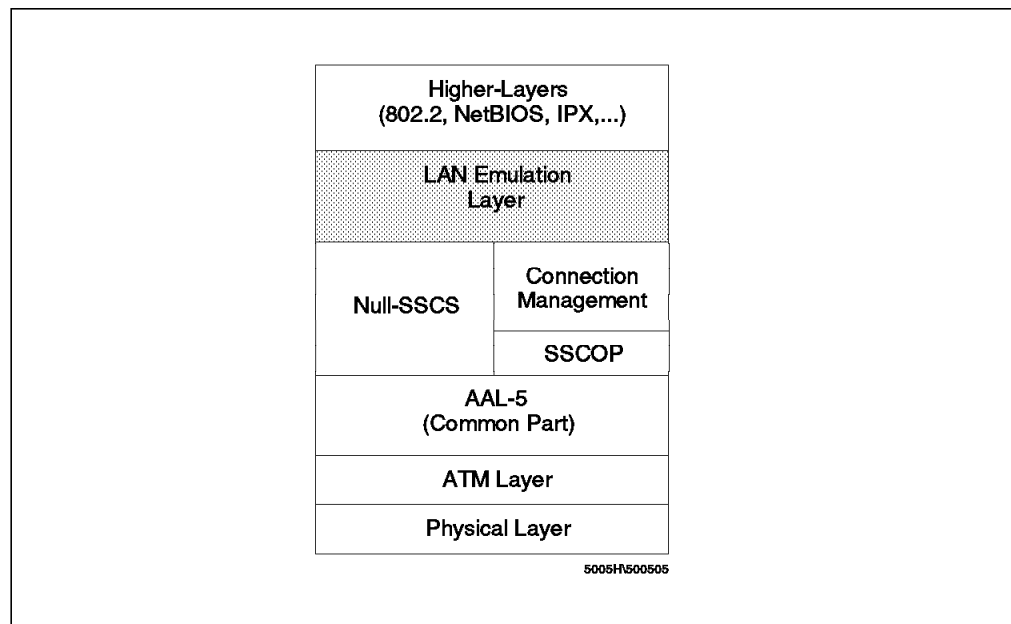 Higher-Layers
(802.2, NetBIOS, IPX,...)
LAN Emulation
Layer
Null-SSCS
Connection
Management
SSCOP
AAL-5
(Common Part)
ATM Layer
Physical Layer
5005H\500505